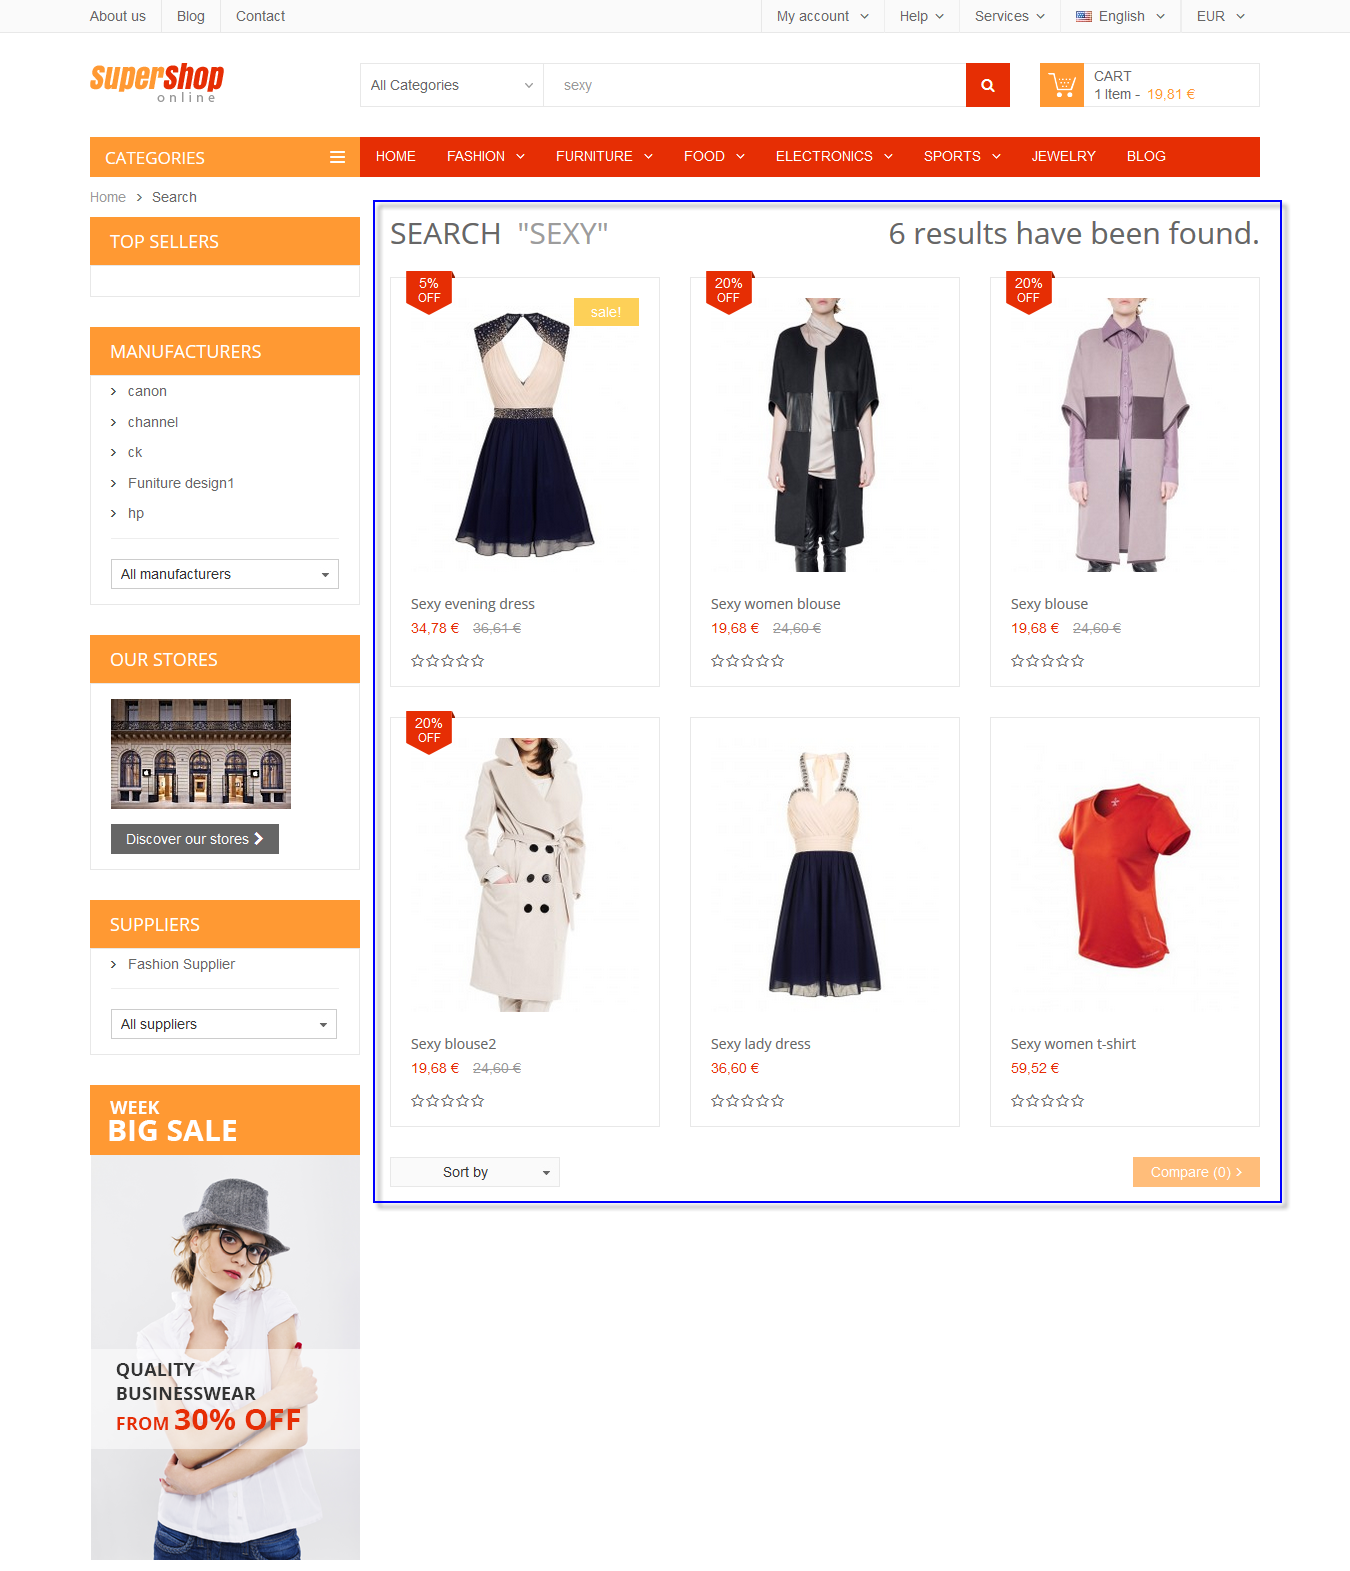 About us
Blog
Contact
My account
Help
Services
English
EUR
SuperShop
online
All Categories
sexy
CART
1 Item - 19,81 €
CATEGORIES
HOME
FASHION
FURNITURE
FOOD
ELECTRONICS
SPORTS
JEWELRY
BLOG
Home > Search
TOP SELLERS
MANUFACTURERS
canon
channel
ck
Funiture design1
hp
All manufacturers
OUR STORES
Discover our stores
SUPPLIERS
Fashion Supplier
All suppliers
WEEK
BIG SALE
QUALITY
BUSINESSWEAR
FROM 30% OFF
SEARCH "SEXY"
6 results have been found.
5%
OFF
sale!
Sexy evening dress
34,78 € 36,61 €
20%
OFF
Sexy women blouse
19,68 € 24,60 €
20%
OFF
Sexy blouse
19,68 € 24,60 €
20%
OFF
Sexy blouse2
19,68 € 24,60 €
Sexy lady dress
36,60 €
Sexy women t-shirt
59,52 €
Sort by
Compare (0)